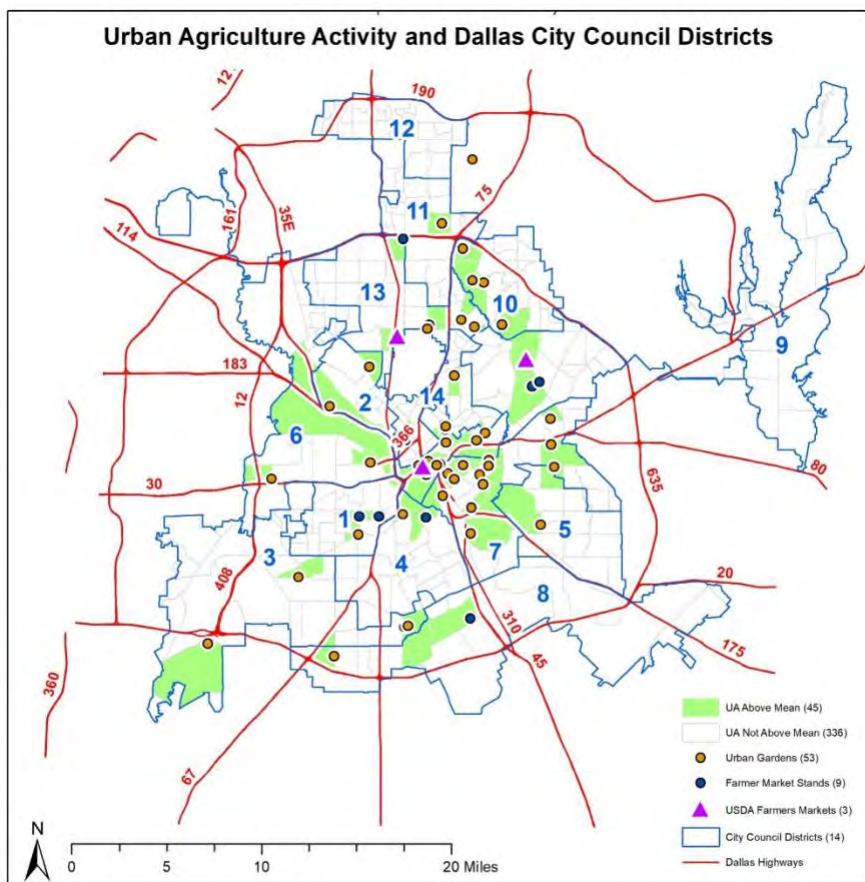 Urban Agriculture Activity and Dallas City Council Districts
12
190
12
35E
161
75
11
114
13
10
9
183
12
2
14
6
366
80
635
30
1
5
3
4
7
408
8
20
310
45
175
360
67
UA Above Mean (45)
UA Not Above Mean (336)
Urban Gardens (53)
Farmer Market Stands (9)
USDA Farmers Markets (3)
City Council Districts (14)
Dallas Highways
N
0 5 10 20 Miles